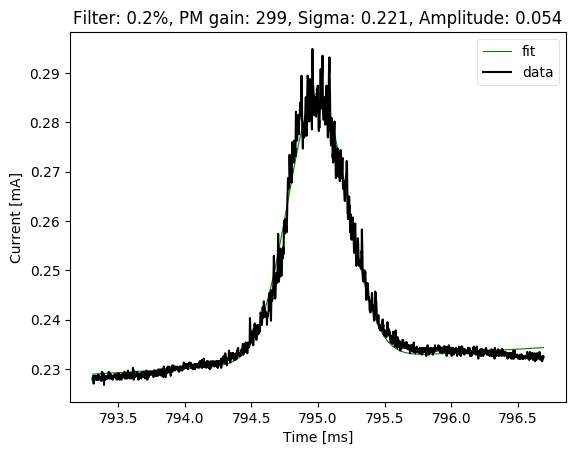 Filter: 0.2%, PM gain: 299, Sigma: 0.221, Amplitude: 0.054
fit
data
Current [mA]
0.29
0.28
0.27
0.26
0.25
0.24
0.23
793.5 794.0 794.5 795.0 795.5 796.0 796.5
Time [ms]